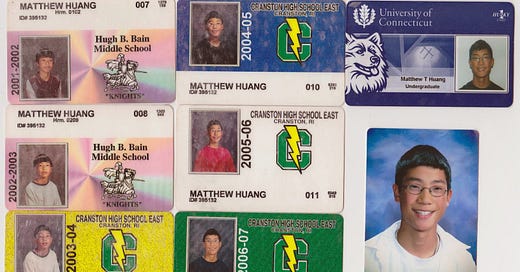 MATTHEW HUANG 007
Hrm. 0102
ID# 395132
2001-2002
Hugh B. Bain
Middle School
"KNIGHTS"
MATTHEW HUANG 008
Hrm. 0209
ID# 395132
2002-2003
Hugh B. Bain
Middle School
"KNIGHTS"
CRANSTON HIGH SCHOOL EAST
CRANSTON, RI
2003-04
CRANSTON HIGH SCHOOL EAST
CRANSTON, RI
2004-05
MATTHEW HUANG 010
ID# 395132
CRANSTON HIGH SCHOOL EAST
CRANSTON, RI
2005-06
MATTHEW HUANG 011
ID# 395132
CRANSTON HIGH SCHOOL EAST
CRANSTON, RI
2006-07
University of
Connecticut
Matthew T Huang
Undergraduate